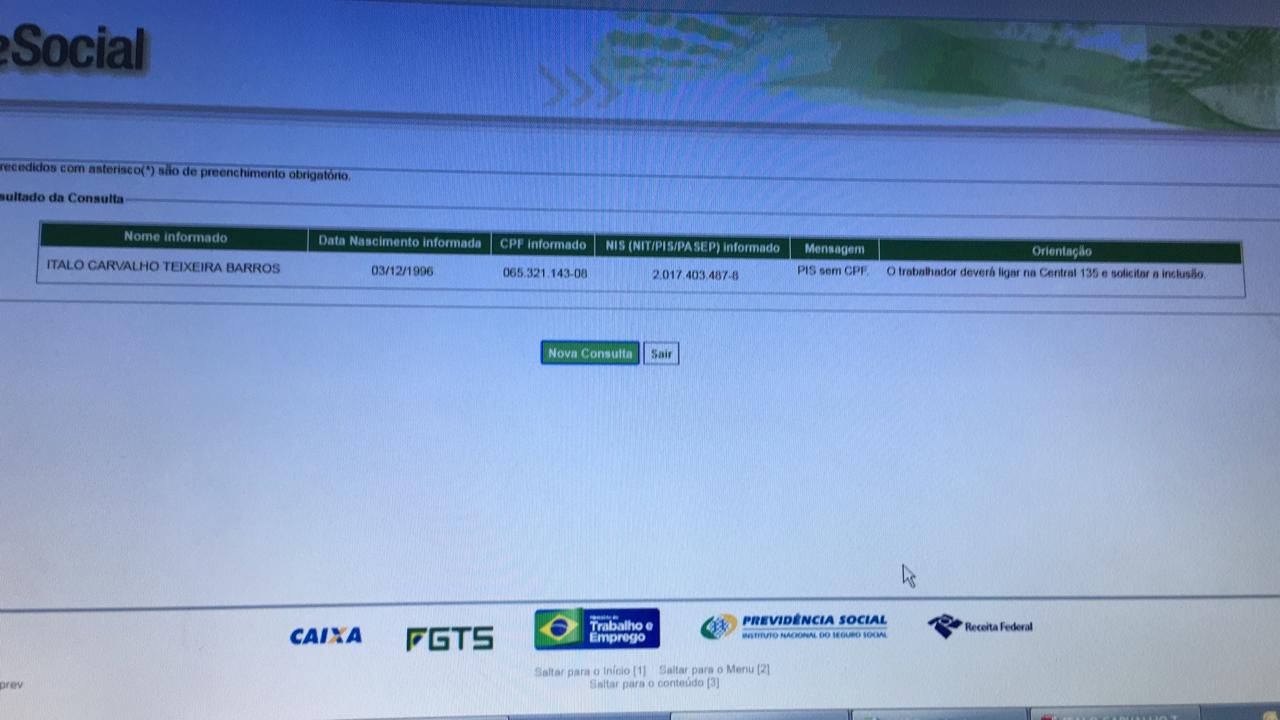 eSocial
recedidos com asterisco(*) são de preenchimento obrigatório.
sultado da Consulta
Nome informado Data Nascimento informada CPF informado NIS (NIT/PIS/PASEP) informado Mensagem Orientação
ITALO CARVALHO TEIXEIRA BARROS 03/12/1996 065.321.143-08 2.017.403.487-8 PIS sem CPF. O trabalhador deverá ligar na Central 135 e solicitar a inclusão.
Nova Consulta Sair
CAIXA FGTS Ministério do Trabalho e Emprego PREVIDÊNCIA SOCIAL INSTITUTO NACIONAL DO SEGURO SOCIAL Receita Federal
Saltar para o Início [1] Saltar para o Menu [2]
Saltar para o conteúdo [3]
prev